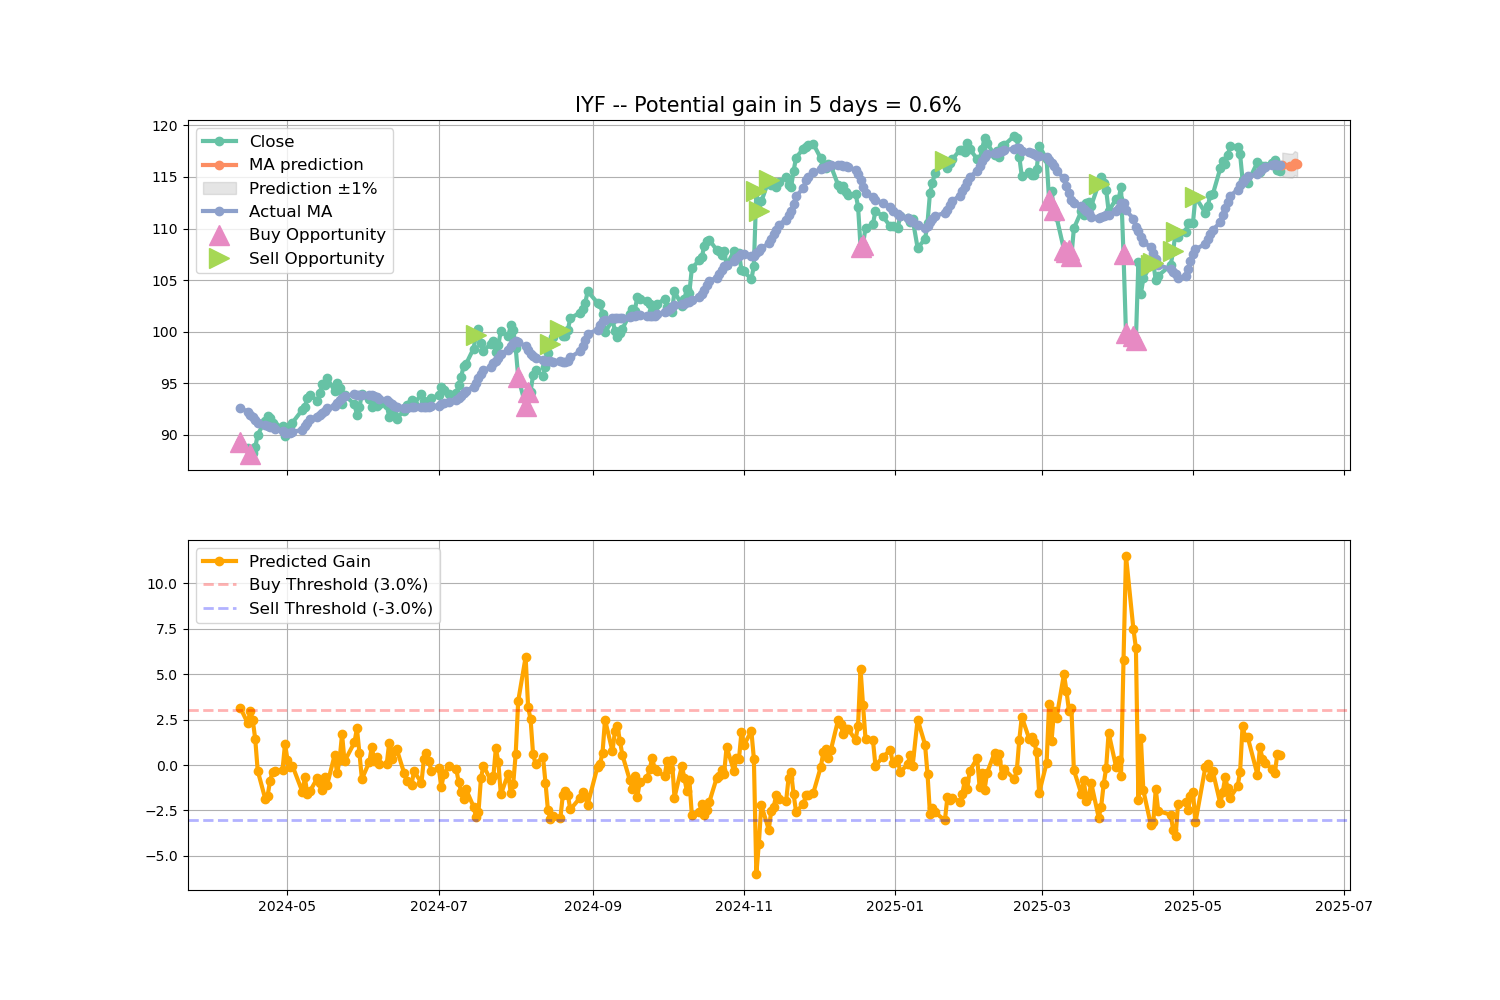 IYF -- Potential gain in 5 days = 0.6%
120
115
110
105
100
95
90
Close
MA prediction
Prediction ±1%
Actual MA
Buy Opportunity
Sell Opportunity
10.0
7.5
5.0
2.5
0.0
−2.5
−5.0
Predicted Gain
Buy Threshold (3.0%)
Sell Threshold (-3.0%)
2024-05
2024-07
2024-09
2024-11
2025-01
2025-03
2025-05
2025-07